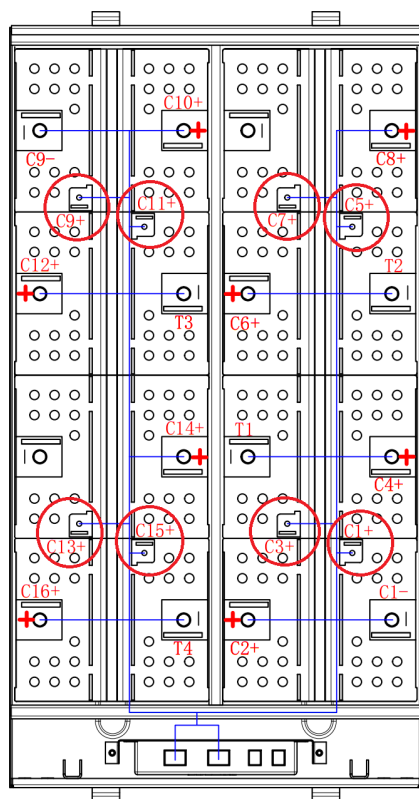 C10+
C9-
C8+
C9+
C11+
C7+
C5+
C12+
T2
T3
C6+
C14+
T1
C4+
C13+
C15+
C3+
C1+
C16+
C1-
T4
C2+